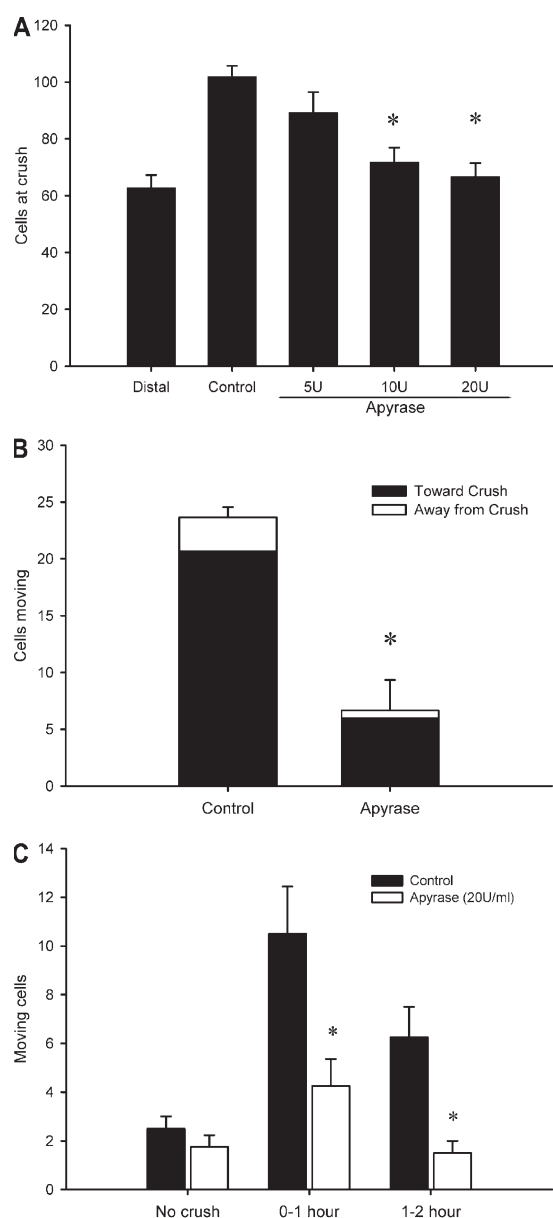 A
120
100
80
60
40
20
0
Cells at crush
*
*
Distal Control 5U 10U 20U
Apyrase
B
30
25
20
15
10
5
0
Cells moving
Toward Crush
Away from Crush
*
Control Apyrase
C
14
12
10
8
6
4
2
0
Moving cells
Control
Apyrase (20U/ml)
*
*
No crush 0-1 hour 1-2 hour